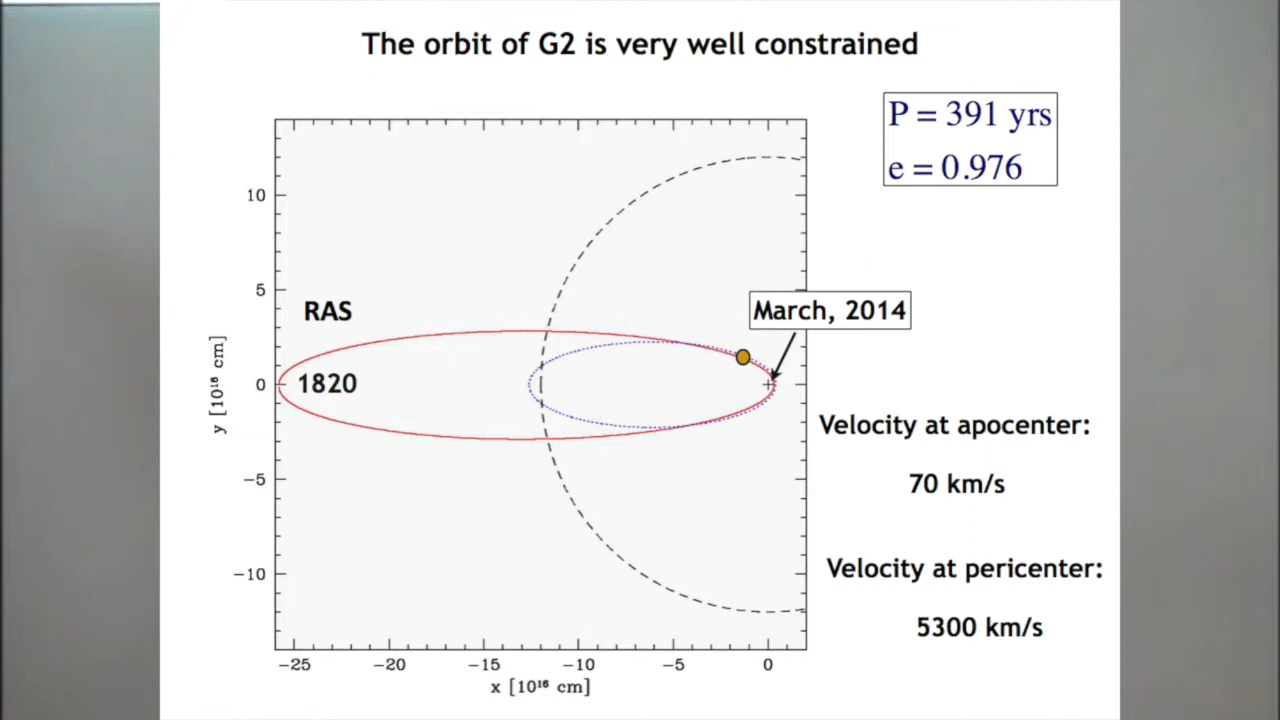 The orbit of G2 is very well constrained
P = 391 yrs
e = 0.976
March, 2014
RAS
1820
Velocity at apocenter:
70 km/s
Velocity at pericenter:
5300 km/s
10
5
0
−5
−10
y [10¹⁶ cm]
−25 −20 −15 −10 −5 0
x [10¹⁶ cm]